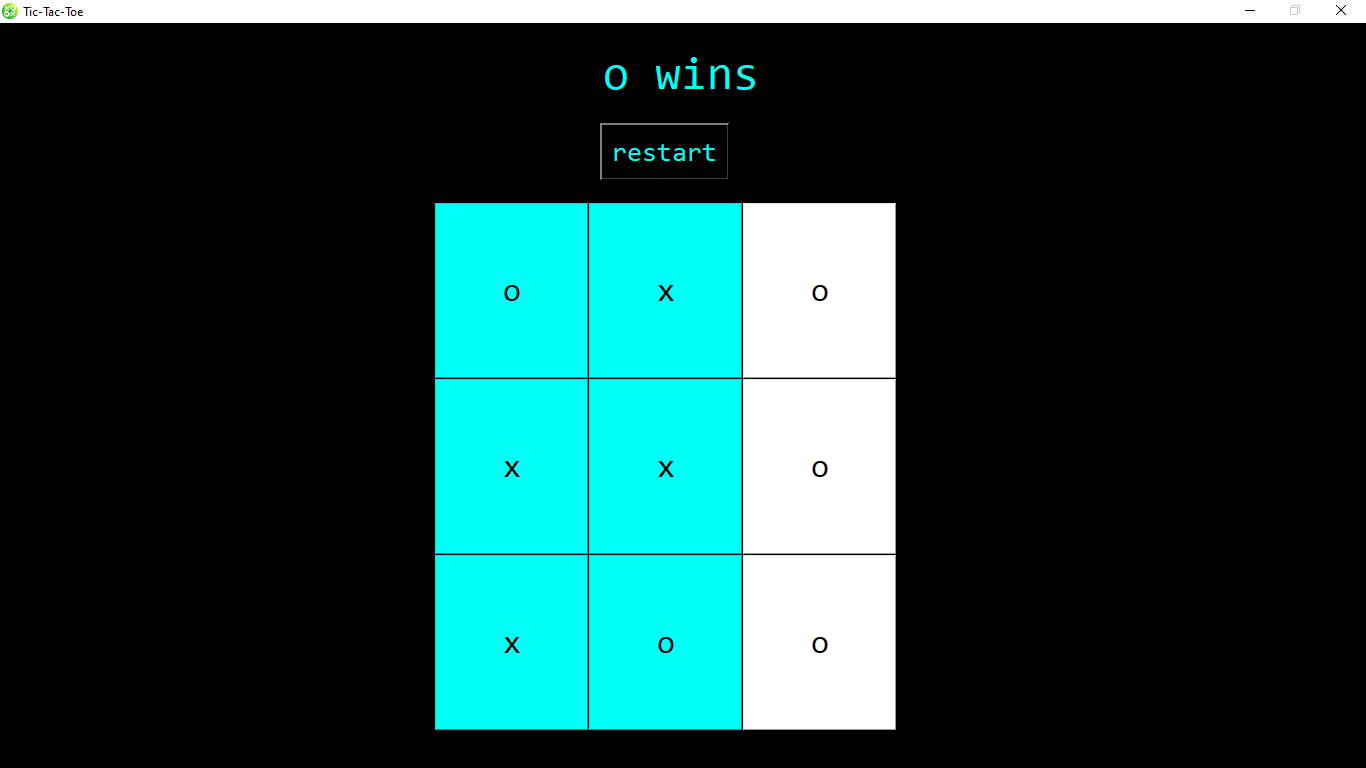 Tic-Tac-Toe
o wins
restart
o x o
x x o
x o o